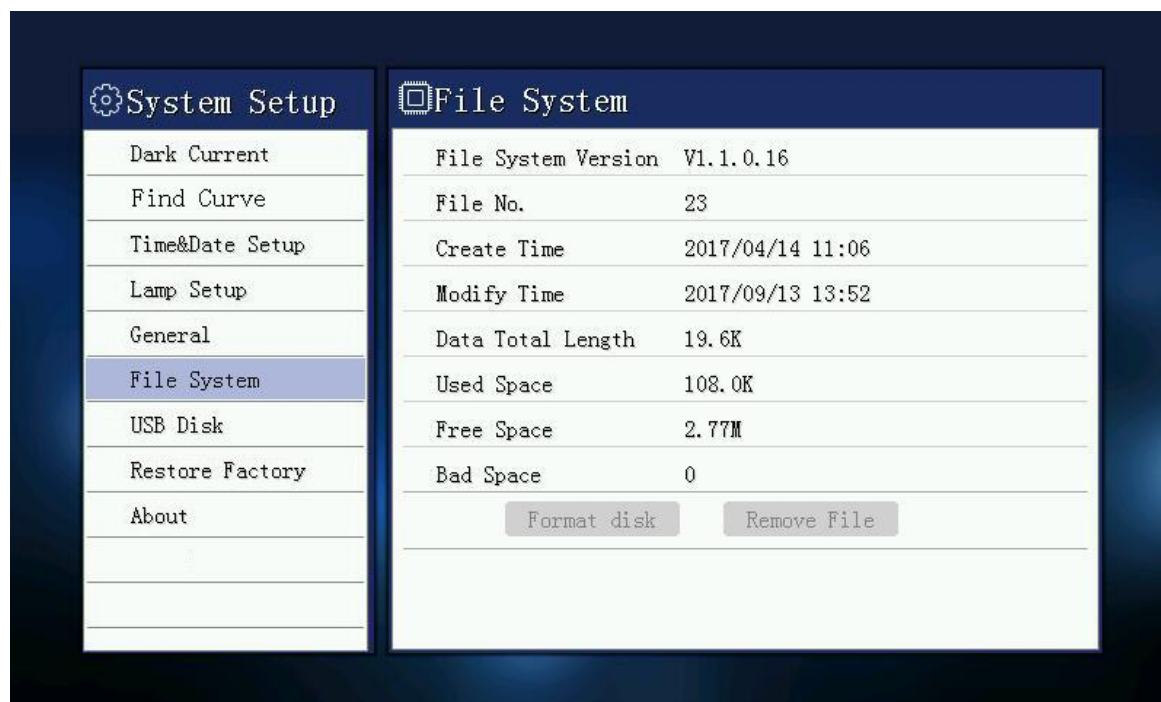 System Setup
Dark Current
Find Curve
Time&Date Setup
Lamp Setup
General
File System
USB Disk
Restore Factory
About
File System
File System Version V1.1.0.16
File No. 23
Create Time 2017/04/14 11:06
Modify Time 2017/09/13 13:52
Data Total Length 19.6K
Used Space 108.0K
Free Space 2.77M
Bad Space 0
Format disk Remove File